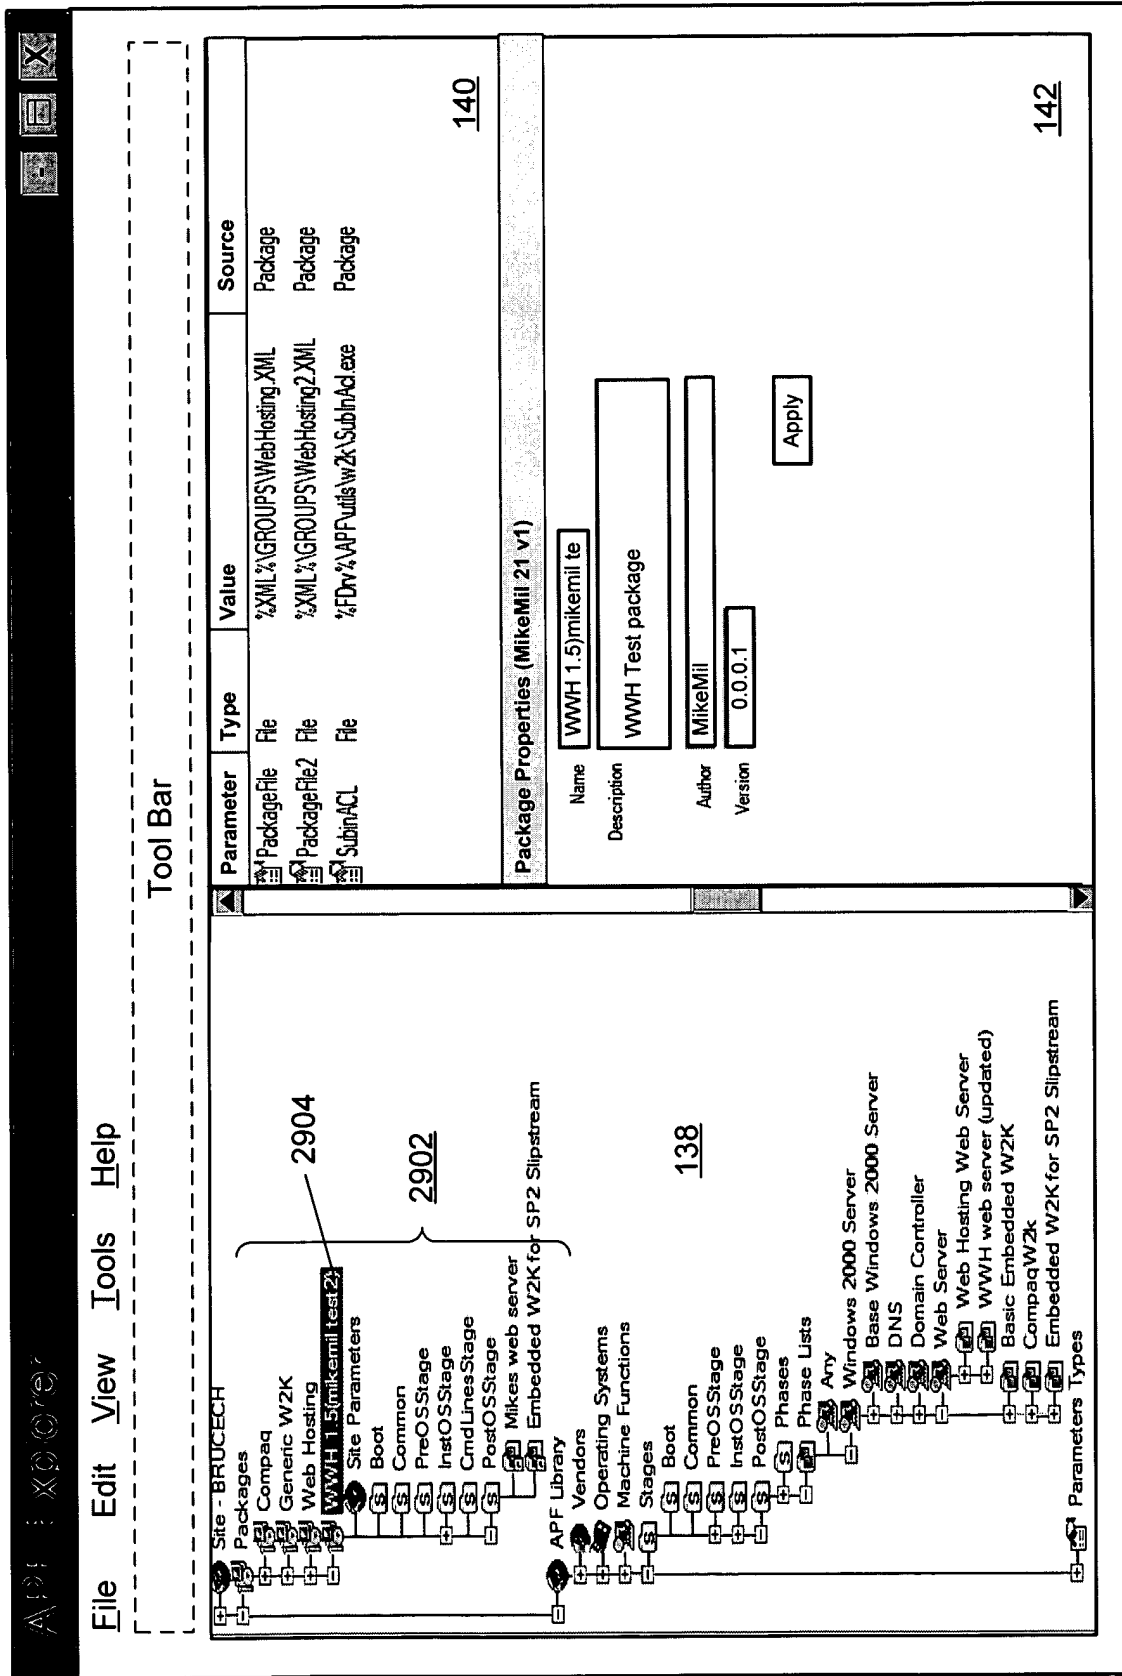 APF Explorer
File Edit View Tools Help
Tool Bar
Site - BRUCECH
Packages
Compaq
Generic W2K
Web Hosting
WWH 1.5(mikemil test2)
Site Parameters
Boot
Common
PreOSStage
InstOSStage
CmdLinesStage
PostOSStage
Mikes web server
Embedded W2K for SP2 Slipstream
APF Library
Vendors
Operating Systems
Machine Functions
Stages
Boot
Common
PreOSStage
InstOSStage
PostOSStage
Phases
Phase Lists
Any
Windows 2000 Server
Base Windows 2000 Server
DNS
Domain Controller
Web Server
Web Hosting Web Server
WWH web server (updated)
Basic Embedded W2K
CompaqW2k
Embedded W2K for SP2 Slipstream
Parameters Types
2904
2902
138
Parameter Type Value Source
PackageFile File %XML%\GROUPS\WebHosting.XML Package
PackageFile2 File %XML%\GROUPS\WebHosting2.XML Package
SubinACL File %FDrv%\APF\utils\w2k\SubInAcl.exe Package
140
Package Properties (MikeMil 21 v1)
Name WWH 1.5)mikemil te
Description WWH Test package
Author MikeMil
Version 0.0.0.1
Apply
142